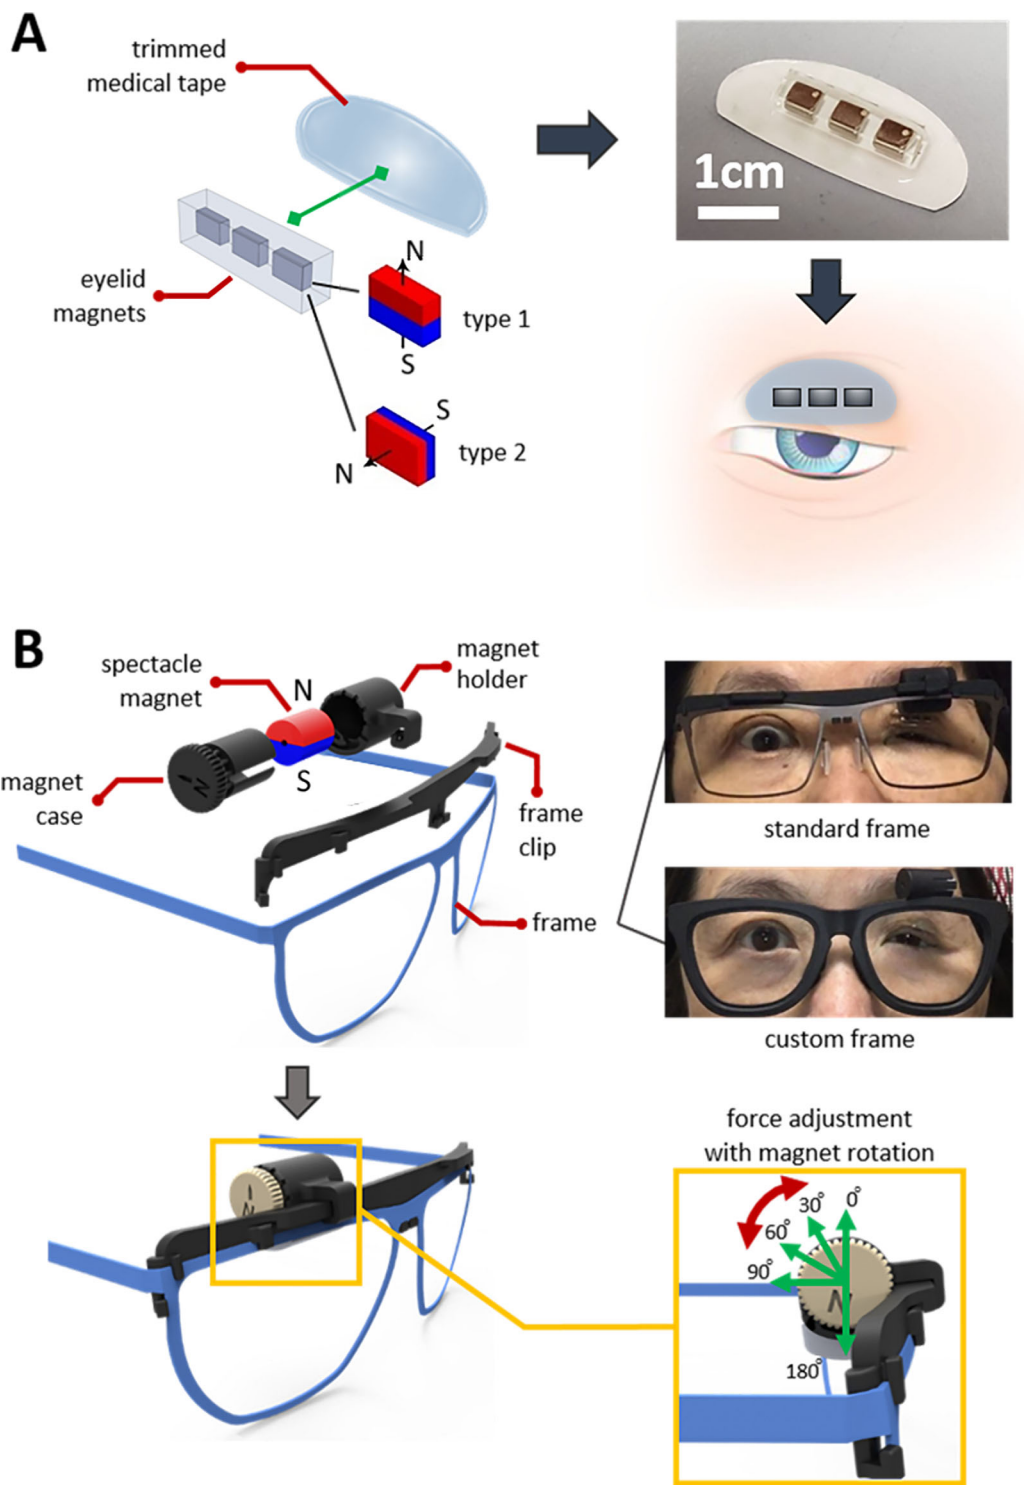 A
trimmed
medical tape
1cm
eyelid
magnets
N
type 1
S
S
type 2
N
B
spectacle
magnet
N
magnet
holder
S
N
magnet
case
frame
clip
frame
standard frame
custom frame
N
force adjustment
with magnet rotation
0°
30°
60°
90°
N
180°